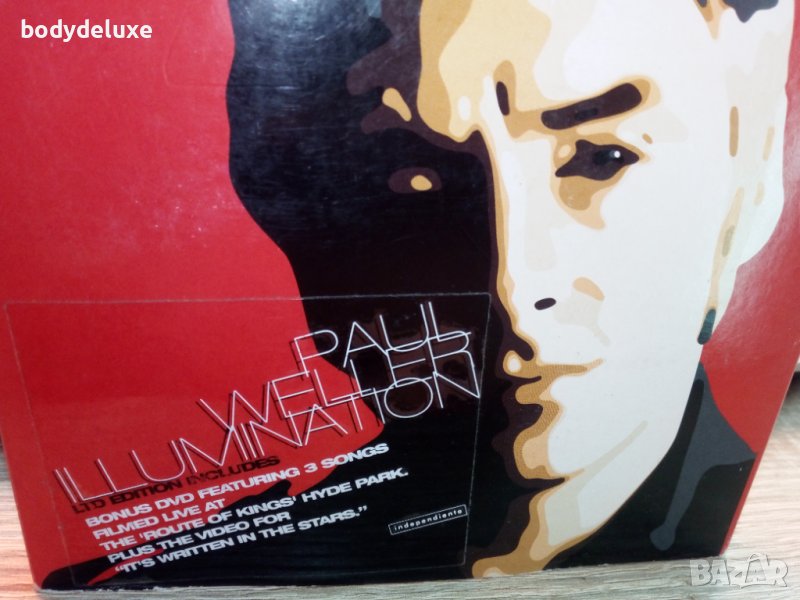 bodydeluxe
PAUL
WELLER
ILLUMINATION
LTD EDITION INCLUDES
BONUS DVD FEATURING 3 SONGS
FILMED LIVE AT
THE 'ROUTE OF KINGS' HYDE PARK.
PLUS THE VIDEO FOR
"IT'S WRITTEN IN THE STARS."
independiente
BAZAR